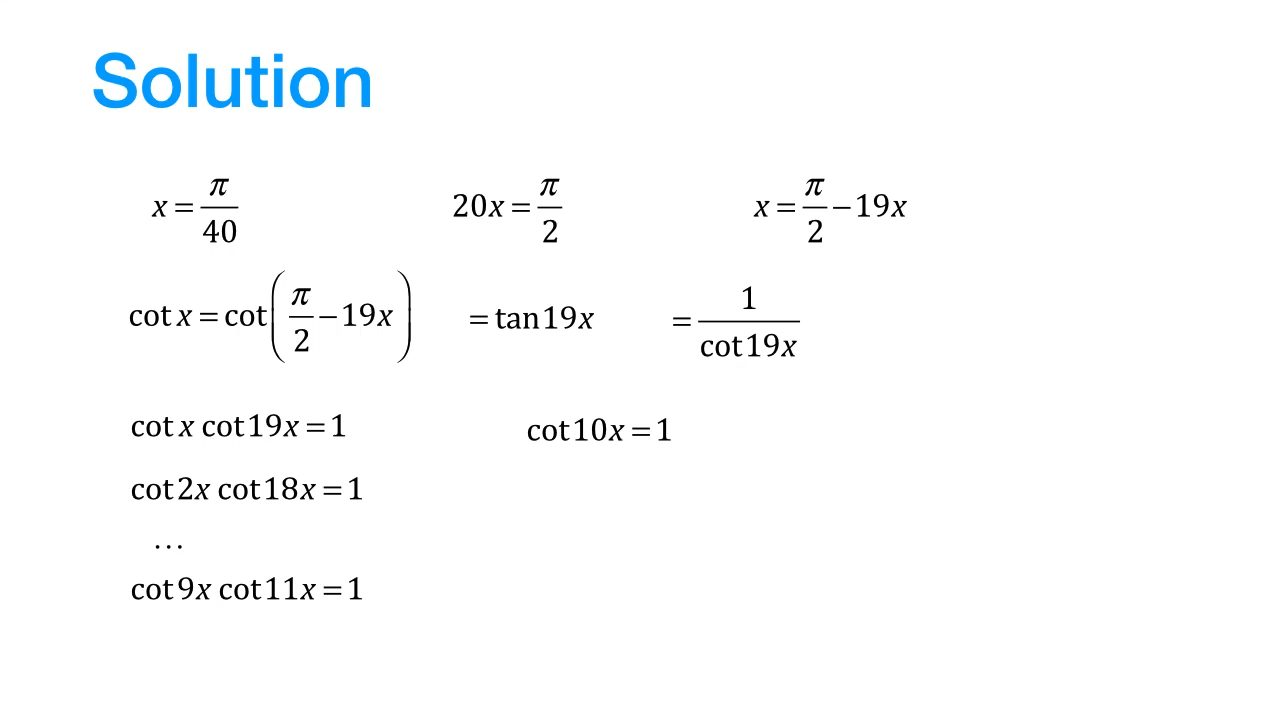 Solution
x = π/40    20x = π/2    x = π/2 − 19x
cot x = cot(π/2 − 19x)    = tan 19x    = 1/cot 19x
cot x cot 19x = 1    cot 10x = 1
cot 2x cot 18x = 1
…
cot 9x cot 11x = 1